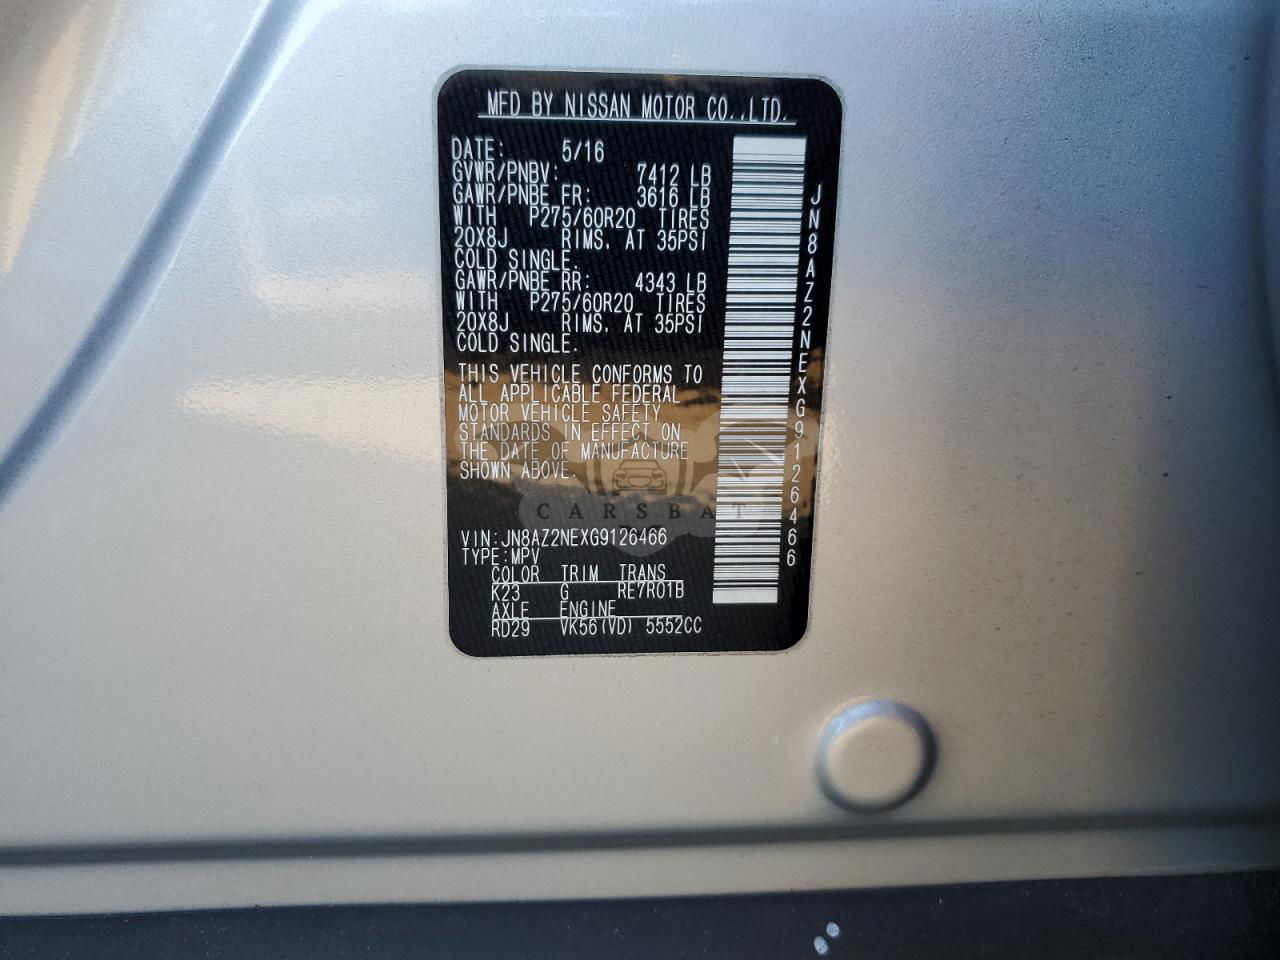 MFD BY NISSAN MOTOR CO.,LTD.
DATE: 5/16
GVWR/PNBV: 7412 LB
GAWR/PNBE FR: 3616 LB
WITH P275/60R20 TIRES
20X8J RIMS. AT 35PSI
COLD SINGLE.
GAWR/PNBE RR: 4343 LB
WITH P275/60R20 TIRES
20X8J RIMS. AT 35PSI
COLD SINGLE.
THIS VEHICLE CONFORMS TO
ALL APPLICABLE FEDERAL
MOTOR VEHICLE SAFETY
STANDARDS IN EFFECT ON
THE DATE OF MANUFACTURE
SHOWN ABOVE.
CARSBAT
VIN:JN8AZ2NEXG9126466
TYPE:MPV
COLOR TRIM TRANS
K23 G RE7R01B
AXLE ENGINE
RD29 VK56(VD) 5552CC
JN8AZ2NEXG9126466